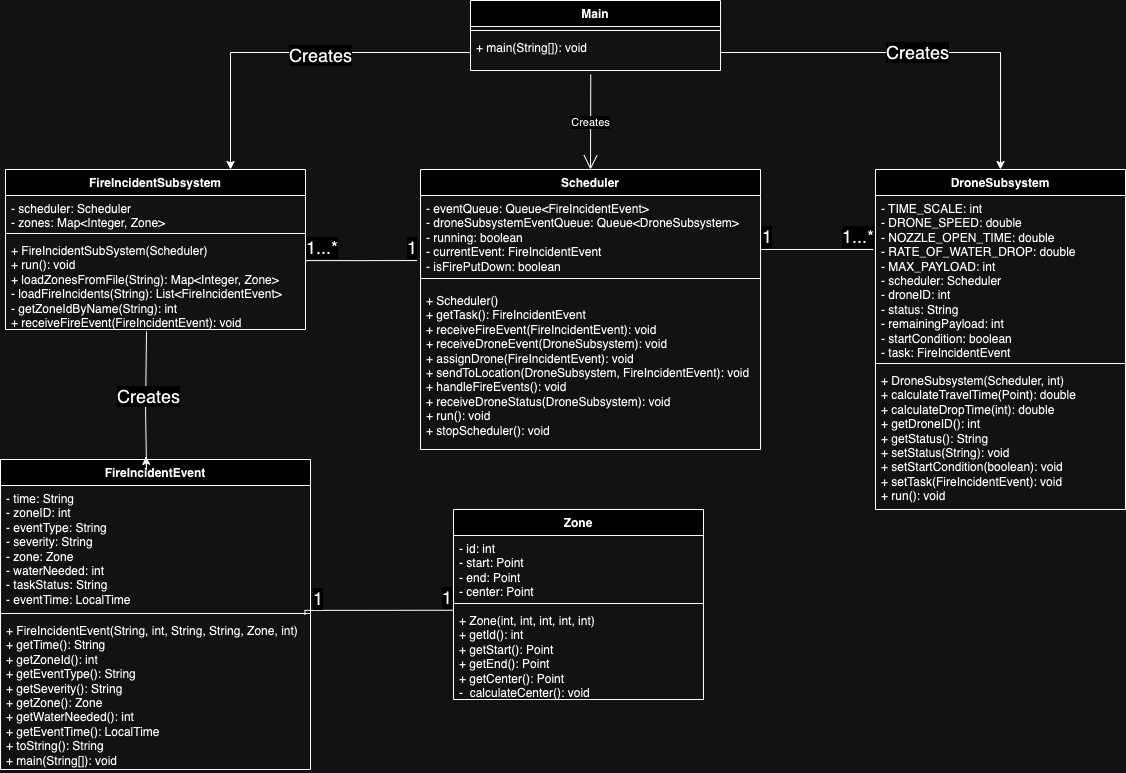 Main
+ main(String[]): void
Creates
Creates
Creates
FireIncidentSubsystem
- scheduler: Scheduler
- zones: Map<Integer, Zone>
+ FireIncidentSubSystem(Scheduler)
+ run(): void
+ loadZonesFromFile(String): Map<Integer, Zone>
- loadFireIncidents(String): List<FireIncidentEvent>
- getZoneIdByName(String): int
+ receiveFireEvent(FireIncidentEvent): void
1...*
1
Scheduler
- eventQueue: Queue<FireIncidentEvent>
- droneSubsystemEventQueue: Queue<DroneSubsystem>
- running: boolean
- currentEvent: FireIncidentEvent
- isFirePutDown: boolean
+ Scheduler()
+ getTask(): FireIncidentEvent
+ receiveFireEvent(FireIncidentEvent): void
+ receiveDroneEvent(DroneSubsystem): void
+ assignDrone(FireIncidentEvent): void
+ sendToLocation(DroneSubsystem, FireIncidentEvent): void
+ handleFireEvents(): void
+ receiveDroneStatus(DroneSubsystem): void
+ run(): void
+ stopScheduler(): void
1
1...*
DroneSubsystem
- TIME_SCALE: int
- DRONE_SPEED: double
- NOZZLE_OPEN_TIME: double
- RATE_OF_WATER_DROP: double
- MAX_PAYLOAD: int
- scheduler: Scheduler
- droneID: int
- status: String
- remainingPayload: int
- startCondition: boolean
- task: FireIncidentEvent
+ DroneSubsystem(Scheduler, int)
+ calculateTravelTime(Point): double
+ calculateDropTime(int): double
+ getDroneID(): int
+ getStatus(): String
+ setStatus(String): void
+ setStartCondition(boolean): void
+ setTask(FireIncidentEvent): void
+ run(): void
Creates
FireIncidentEvent
- time: String
- zoneID: int
- eventType: String
- severity: String
- zone: Zone
- waterNeeded: int
- taskStatus: String
- eventTime: LocalTime
+ FireIncidentEvent(String, int, String, String, Zone, int)
+ getTime(): String
+ getZoneId(): int
+ getEventType(): String
+ getSeverity(): String
+ getZone(): Zone
+ getWaterNeeded(): int
+ getEventTime(): LocalTime
+ toString(): String
+ main(String[]): void
1
1
Zone
- id: int
- start: Point
- end: Point
- center: Point
+ Zone(int, int, int, int, int)
+ getId(): int
+ getStart(): Point
+ getEnd(): Point
+ getCenter(): Point
- calculateCenter(): void